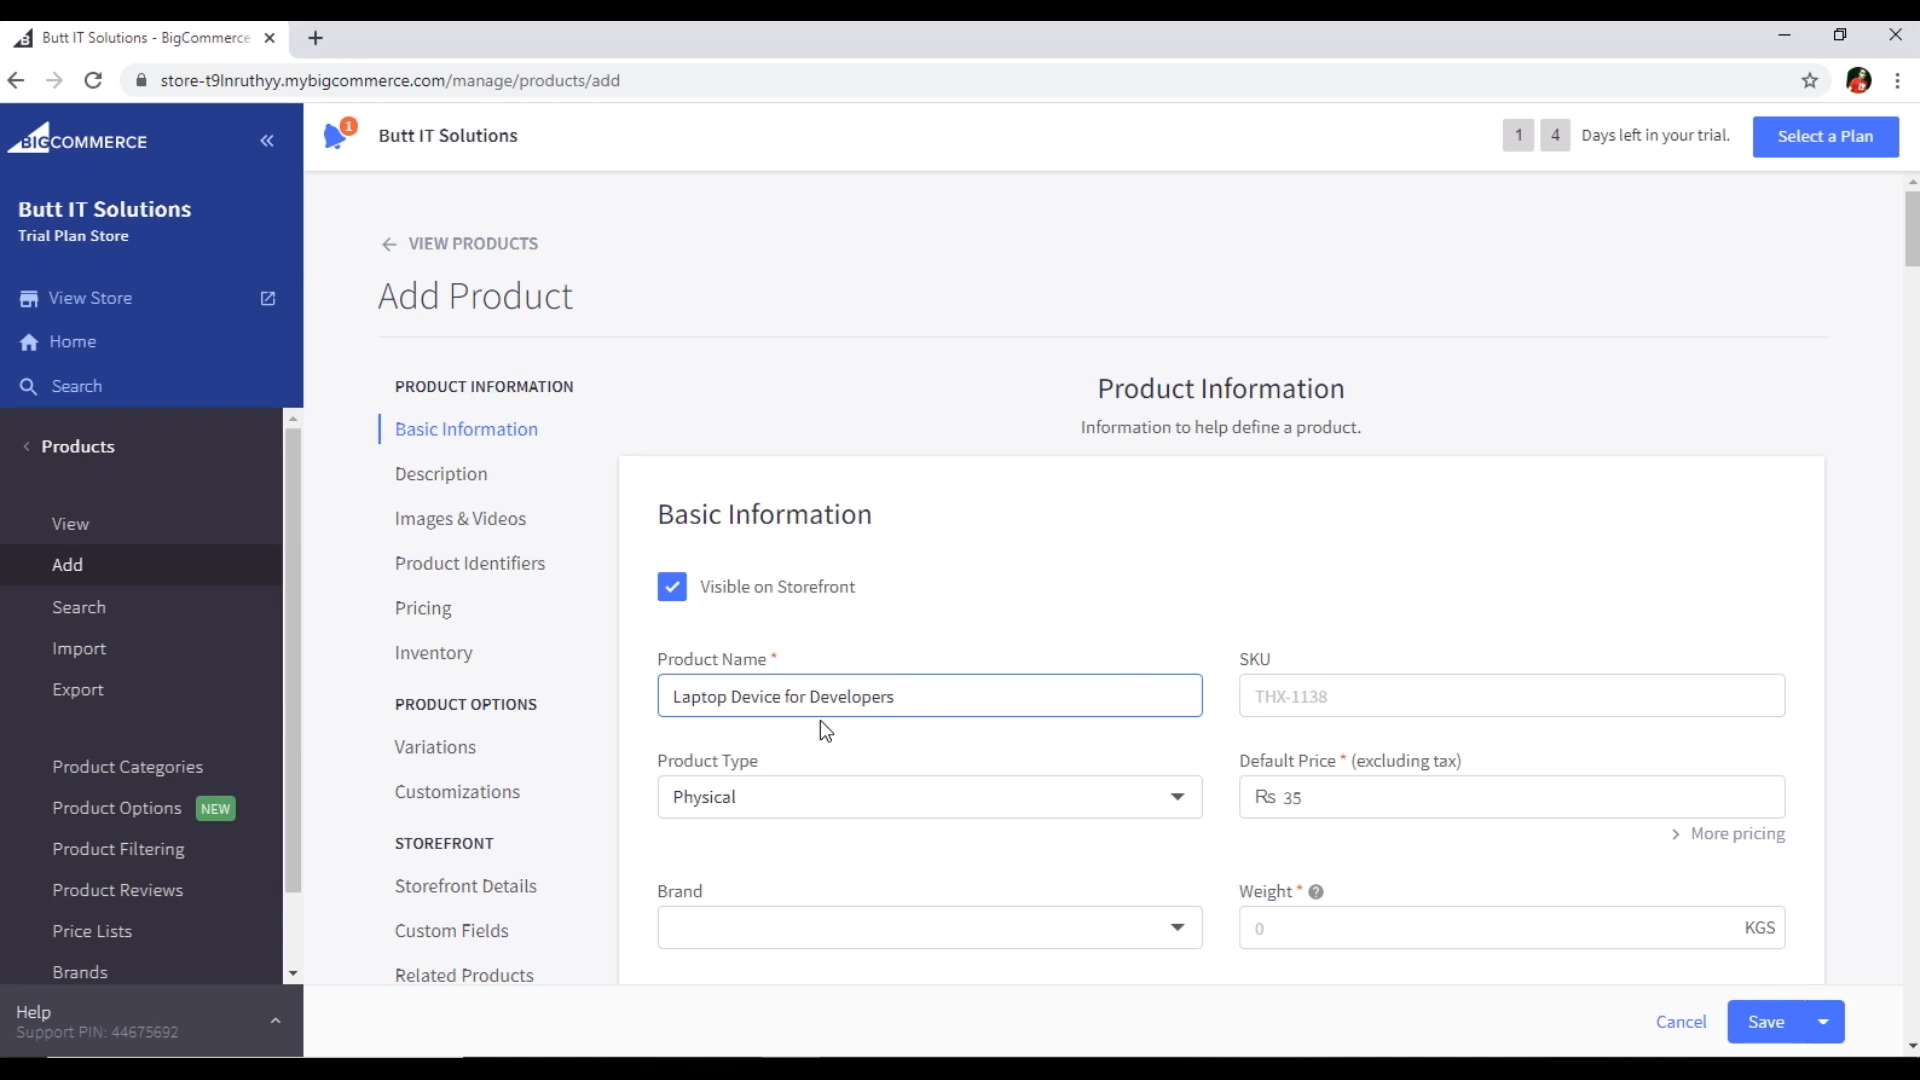 Butt IT Solutions - BigCommerce
store-t9lnruthyy.mybigcommerce.com/manage/products/add
BIGCOMMERCE
1
Butt IT Solutions
1 4 Days left in your trial.
Select a Plan
Butt IT Solutions
Trial Plan Store
View Store
Home
Search
Products
View
Add
Search
Import
Export
Product Categories
Product Options NEW
Product Filtering
Product Reviews
Price Lists
Brands
Help
Support PIN: 44675692
VIEW PRODUCTS
Add Product
PRODUCT INFORMATION
Basic Information
Description
Images & Videos
Product Identifiers
Pricing
Inventory
PRODUCT OPTIONS
Variations
Customizations
STOREFRONT
Storefront Details
Custom Fields
Related Products
Product Information
Information to help define a product.
Basic Information
Visible on Storefront
Product Name *
Laptop Device for Developers
SKU
THX-1138
Product Type
Physical
Default Price * (excluding tax)
Rs 35
More pricing
Brand
Weight * ?
0 KGS
Cancel
Save